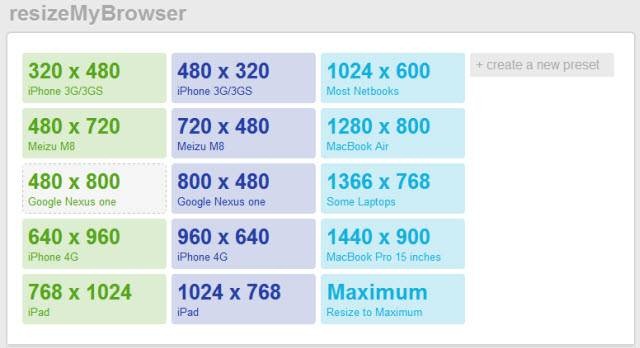 resizeMyBrowser
320 x 480
iPhone 3G/3GS
480 x 320
iPhone 3G/3GS
1024 x 600
Most Netbooks
+ create a new preset
480 x 720
Meizu M8
720 x 480
Meizu M8
1280 x 800
MacBook Air
480 x 800
Google Nexus one
800 x 480
Google Nexus one
1366 x 768
Some Laptops
640 x 960
iPhone 4G
960 x 640
iPhone 4G
1440 x 900
MacBook Pro 15 inches
768 x 1024
iPad
1024 x 768
iPad
Maximum
Resize to Maximum